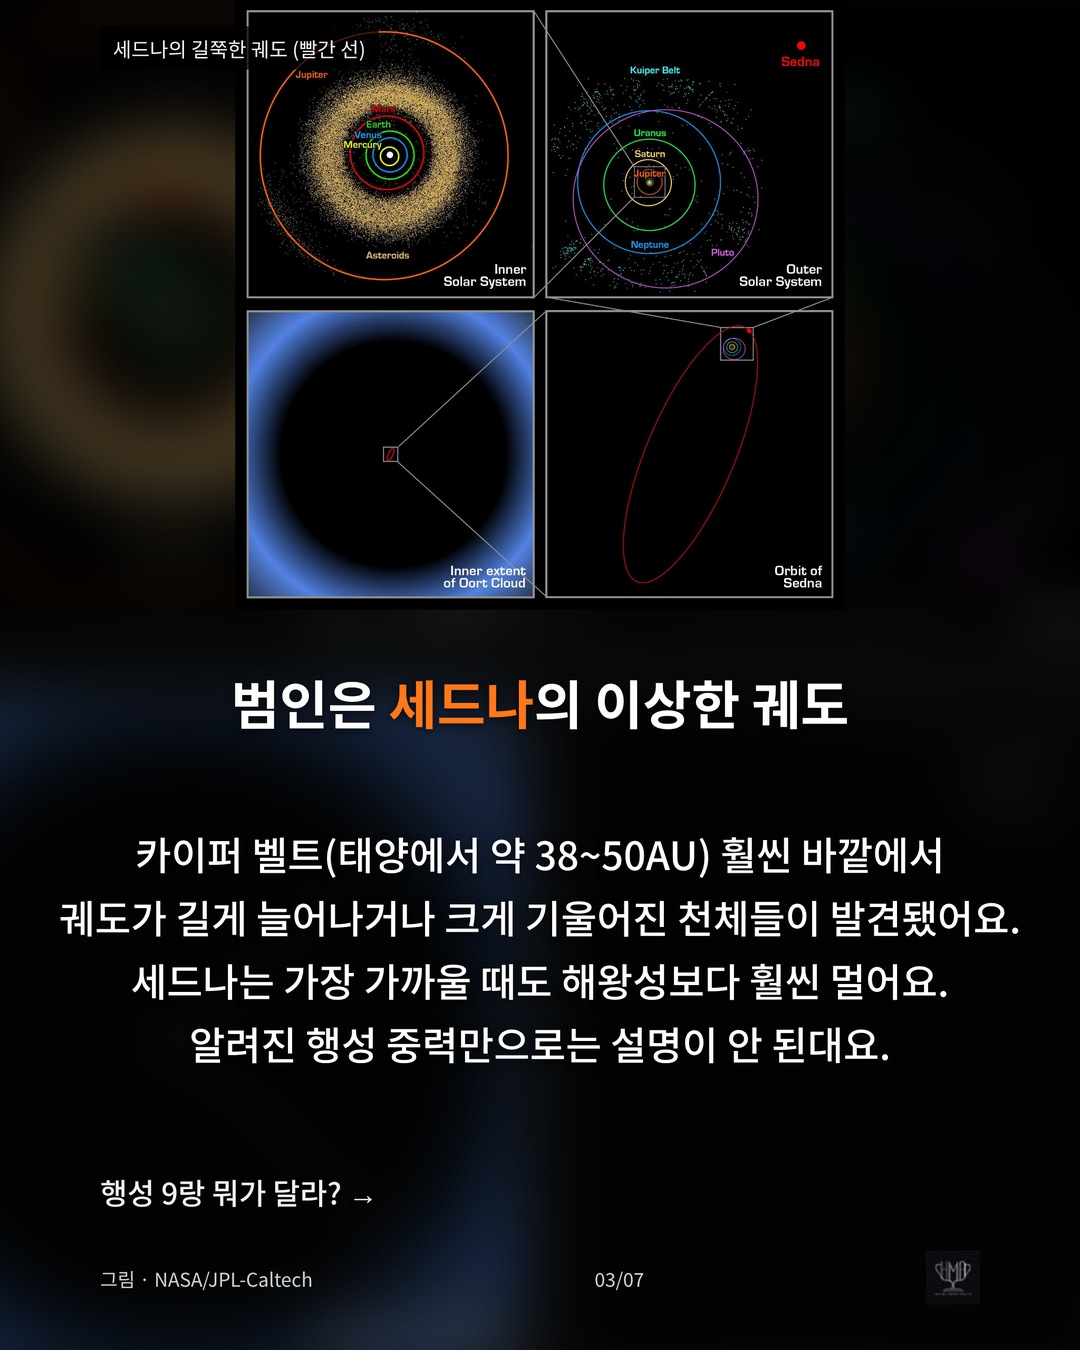 세드나의 길쭉한 궤도 (빨간 선)
Jupiter
Mars
Earth
Venus
Mercury
Asteroids
Inner
Solar System
Sedna
Kuiper Belt
Uranus
Saturn
Jupiter
Neptune
Pluto
Outer
Solar System
Inner extent
of Oort Cloud
Orbit of
Sedna
범인은 세드나의 이상한 궤도
카이퍼 벨트(태양에서 약 38~50AU) 훨씬 바깥에서
궤도가 길게 늘어나거나 크게 기울어진 천체들이 발견됐어요.
세드나는 가장 가까울 때도 해왕성보다 훨씬 멀어요.
알려진 행성 중력만으로는 설명이 안 된대요.
행성 9랑 뭐가 달라? →
그림 · NASA/JPL-Caltech
03/07